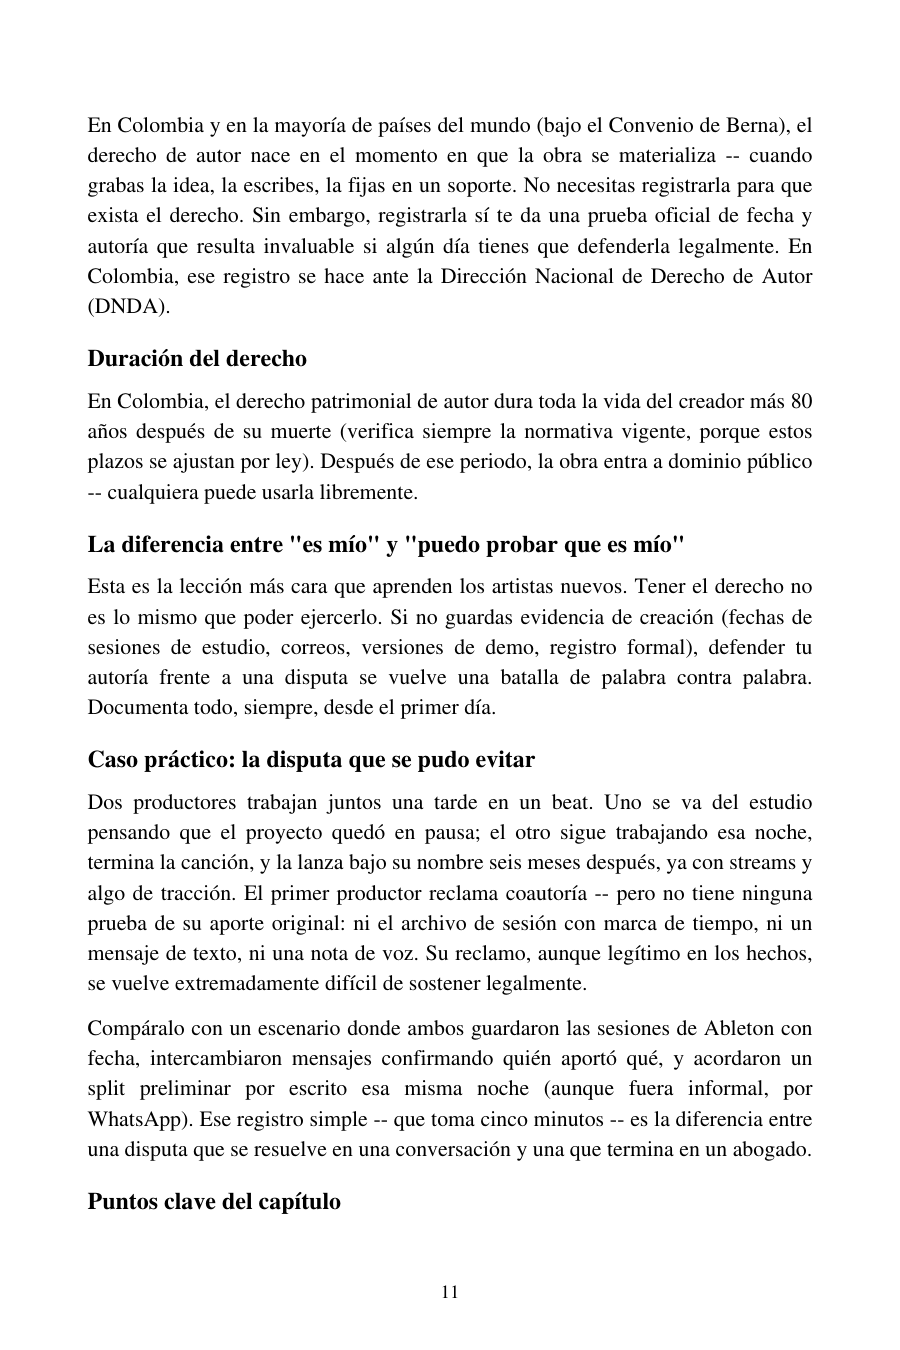 En Colombia y en la mayoría de países del mundo (bajo el Convenio de Berna), el
derecho de autor nace en el momento en que la obra se materializa -- cuando
grabas la idea, la escribes, la fijas en un soporte. No necesitas registrarla para que
exista el derecho. Sin embargo, registrarla sí te da una prueba oficial de fecha y
autoría que resulta invaluable si algún día tienes que defenderla legalmente. En
Colombia, ese registro se hace ante la Dirección Nacional de Derecho de Autor
(DNDA).
Duración del derecho
En Colombia, el derecho patrimonial de autor dura toda la vida del creador más 80
años después de su muerte (verifica siempre la normativa vigente, porque estos
plazos se ajustan por ley). Después de ese periodo, la obra entra a dominio público
-- cualquiera puede usarla libremente.
La diferencia entre "es mío" y "puedo probar que es mío"
Esta es la lección más cara que aprenden los artistas nuevos. Tener el derecho no
es lo mismo que poder ejercerlo. Si no guardas evidencia de creación (fechas de
sesiones de estudio, correos, versiones de demo, registro formal), defender tu
autoría frente a una disputa se vuelve una batalla de palabra contra palabra.
Documenta todo, siempre, desde el primer día.
Caso práctico: la disputa que se pudo evitar
Dos productores trabajan juntos una tarde en un beat. Uno se va del estudio
pensando que el proyecto quedó en pausa; el otro sigue trabajando esa noche,
termina la canción, y la lanza bajo su nombre seis meses después, ya con streams y
algo de tracción. El primer productor reclama coautoría -- pero no tiene ninguna
prueba de su aporte original: ni el archivo de sesión con marca de tiempo, ni un
mensaje de texto, ni una nota de voz. Su reclamo, aunque legítimo en los hechos,
se vuelve extremadamente difícil de sostener legalmente.
Compáralo con un escenario donde ambos guardaron las sesiones de Ableton con
fecha, intercambiaron mensajes confirmando quién aportó qué, y acordaron un
split preliminar por escrito esa misma noche (aunque fuera informal, por
WhatsApp). Ese registro simple -- que toma cinco minutos -- es la diferencia entre
una disputa que se resuelve en una conversación y una que termina en un abogado.
Puntos clave del capítulo
11